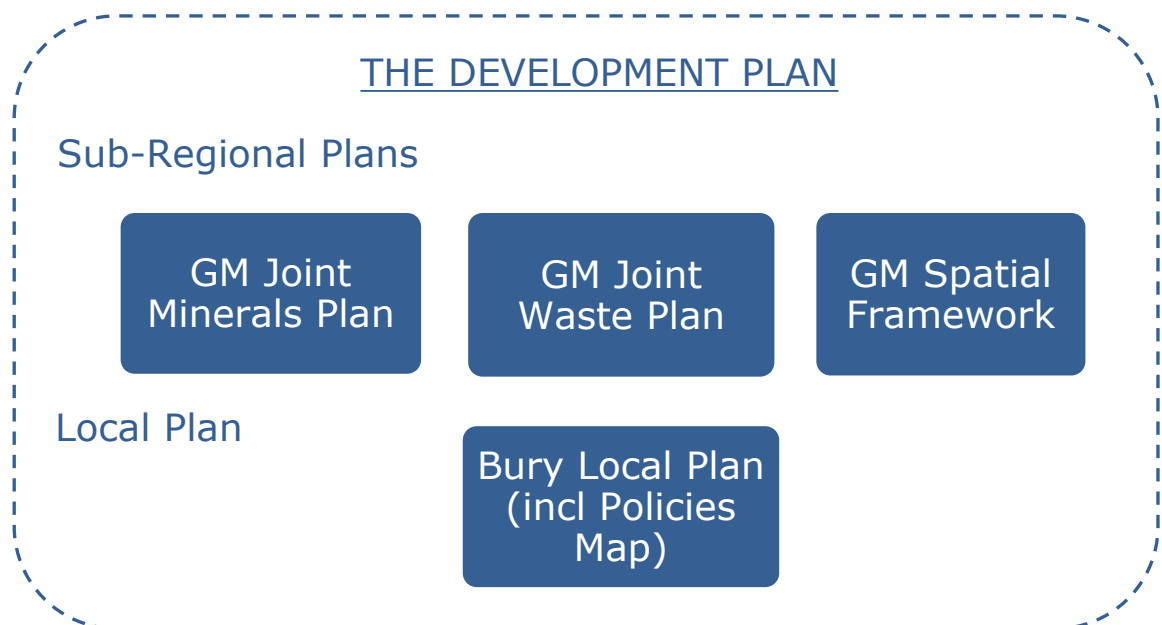 THE DEVELOPMENT PLAN
Sub-Regional Plans
GM Joint
Minerals Plan
GM Joint
Waste Plan
GM Spatial
Framework
Local Plan
Bury Local Plan
(incl Policies
Map)